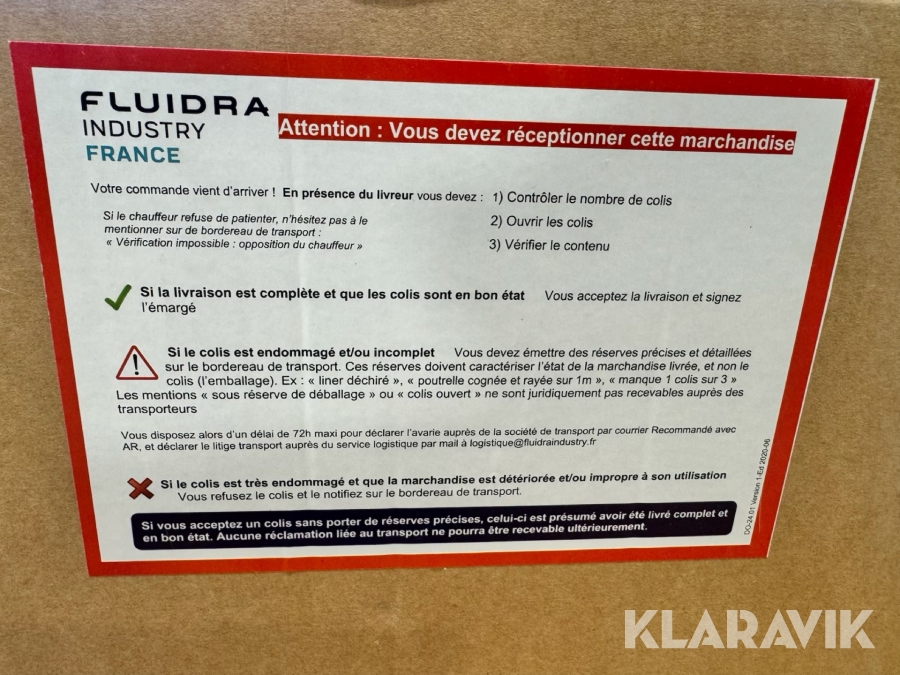 FLUIDRA
INDUSTRY
FRANCE
Attention : Vous devez réceptionner cette marchandise
Votre commande vient d'arriver ! En présence du livreur vous devez : 1) Contrôler le nombre de colis
Si le chauffeur refuse de patienter, n'hésitez pas à le
mentionner sur de bordereau de transport :
« Vérification impossible : opposition du chauffeur »
2) Ouvrir les colis
3) Vérifier le contenu
Si la livraison est complète et que les colis sont en bon état Vous acceptez la livraison et signez
l'émargé
Si le colis est endommagé et/ou incomplet Vous devez émettre des réserves précises et détaillées
sur le bordereau de transport. Ces réserves doivent caractériser l'état de la marchandise livrée, et non le
colis (l'emballage). Ex : « liner déchiré », « poutrelle cognée et rayée sur 1m », « manque 1 colis sur 3 »
Les mentions « sous réserve de déballage » ou « colis ouvert » ne sont juridiquement pas recevables auprès des
transporteurs
Vous disposez alors d'un délai de 72h maxi pour déclarer l'avarie auprès de la société de transport par courrier Recommandé avec
AR, et déclarer le litige transport auprès du service logistique par mail à logistique@fluidraindustry.fr
Si le colis est très endommagé et que la marchandise est détériorée et/ou impropre à son utilisation
Vous refusez le colis et le notifiez sur le bordereau de transport.
Si vous acceptez un colis sans porter de réserves précises, celui-ci est présumé avoir été livré complet et
en bon état. Aucune réclamation liée au transport ne pourra être recevable ultérieurement.
DO-24.01 Version 1-Ed 2020-06
KLARAVIK